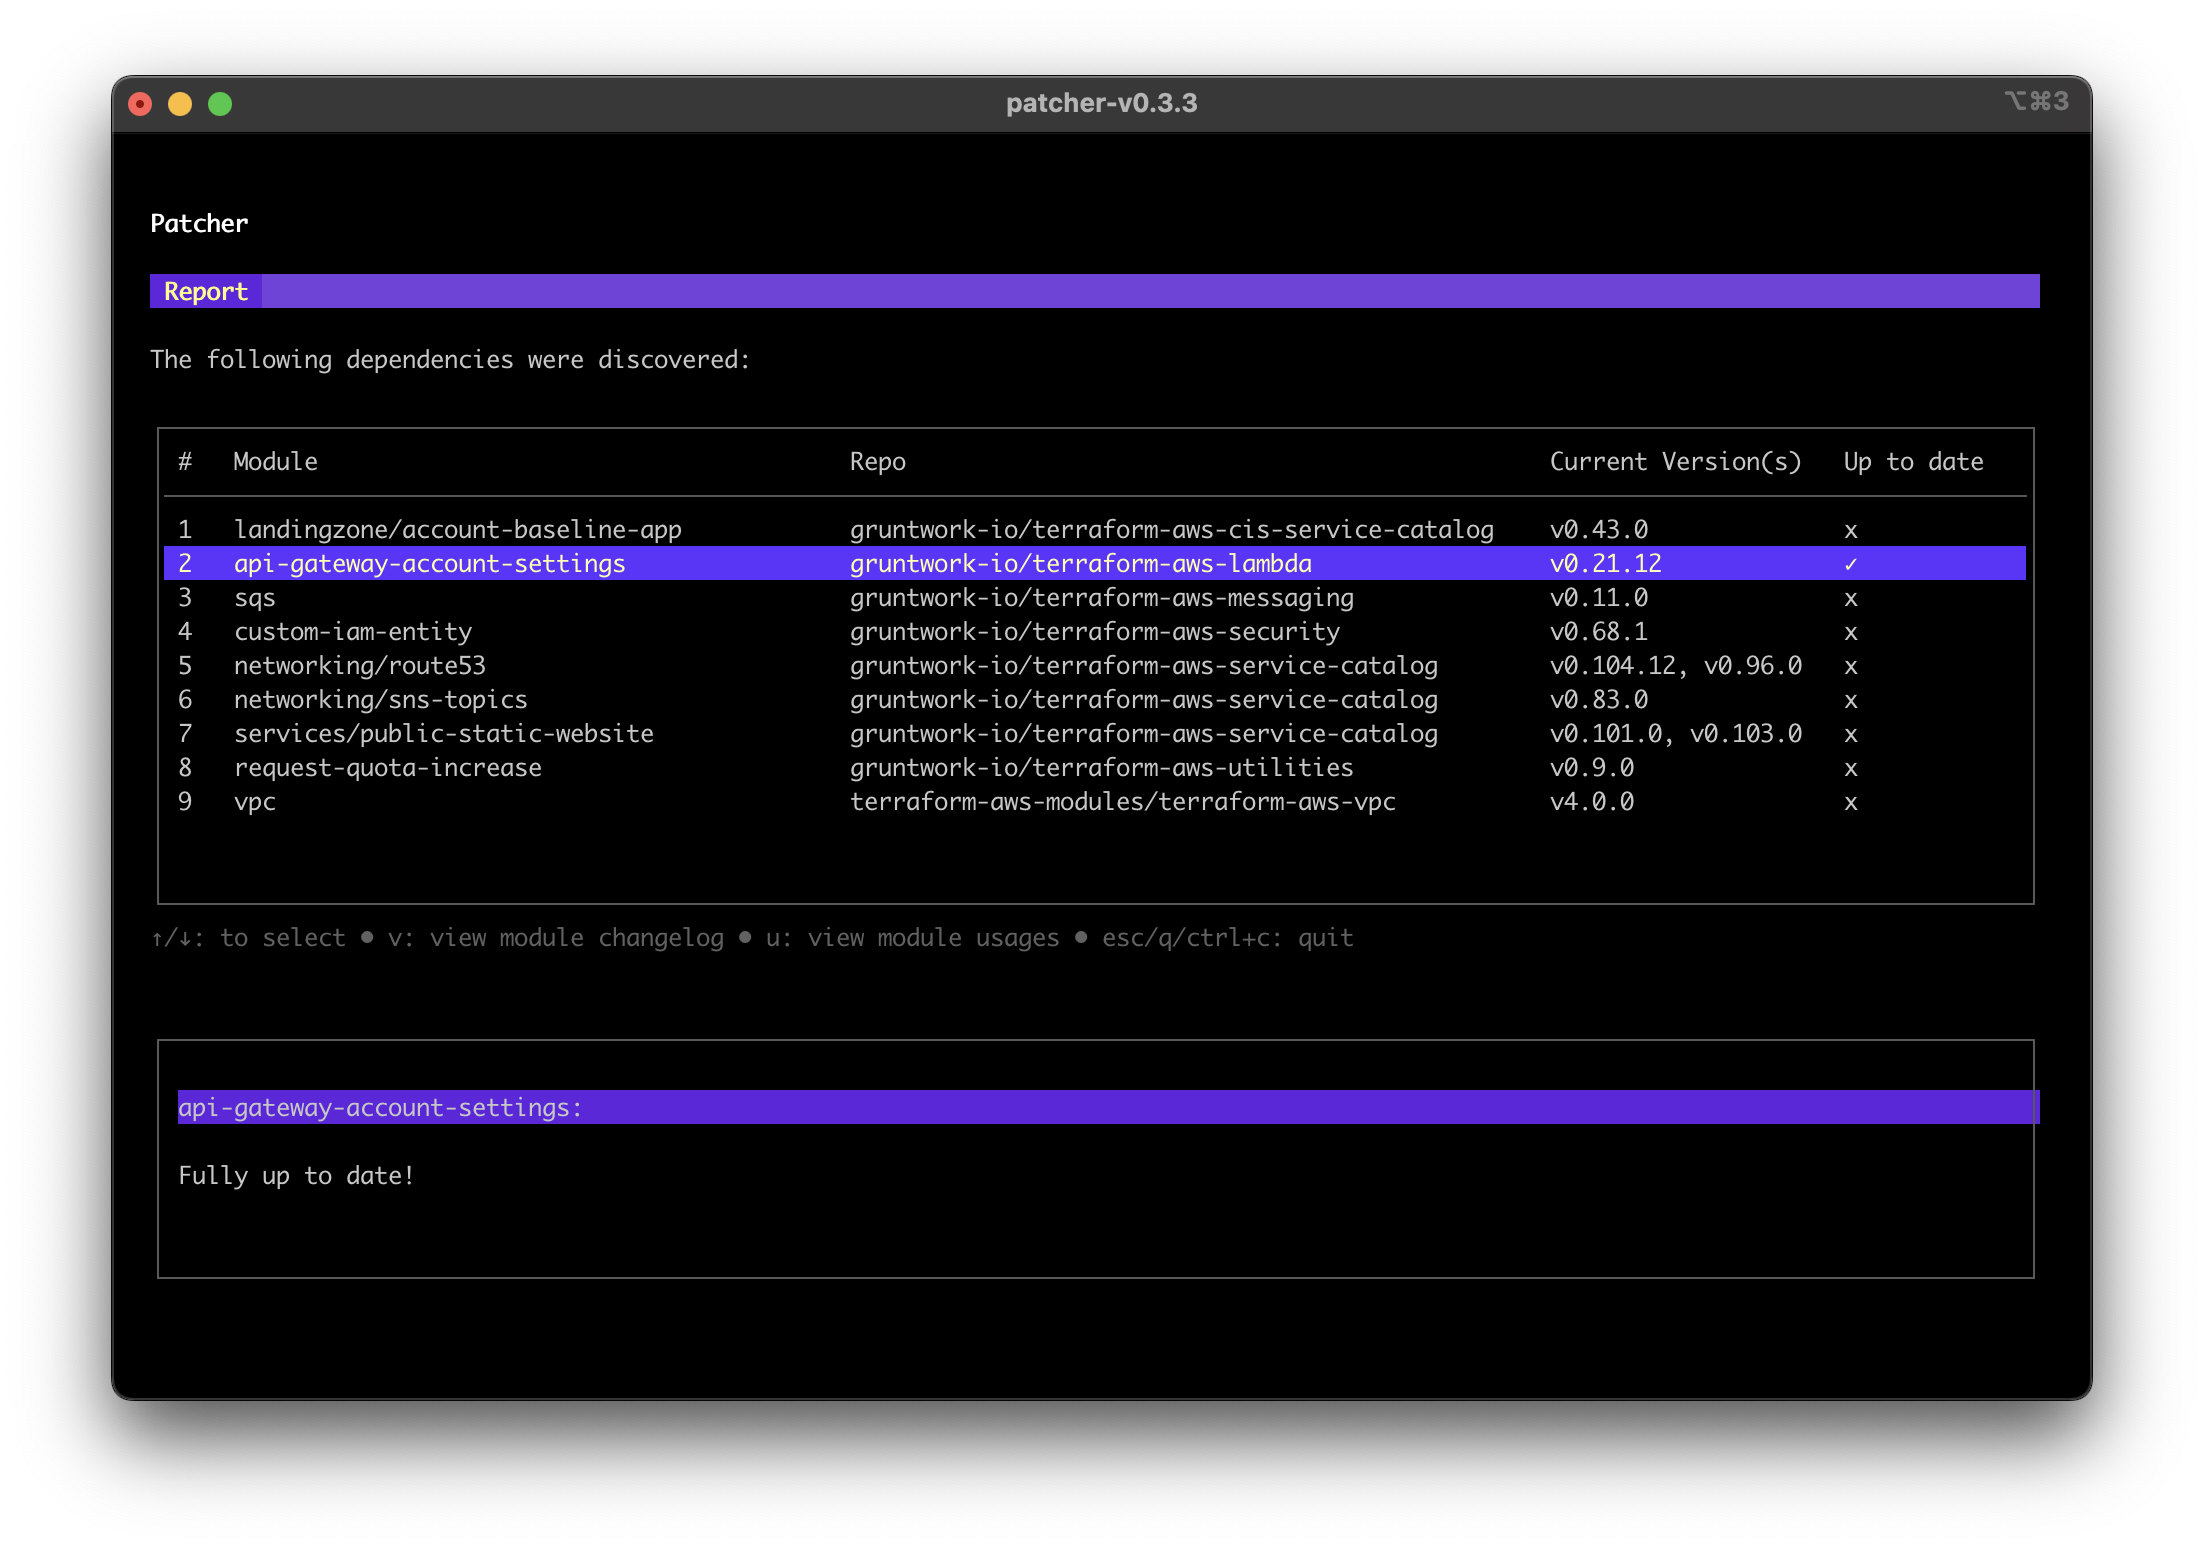 patcher-v0.3.3 ⌥⌘3
Patcher
Report
The following dependencies were discovered:
# Module Repo Current Version(s) Up to date
1 landingzone/account-baseline-app gruntwork-io/terraform-aws-cis-service-catalog v0.43.0 x
2 api-gateway-account-settings gruntwork-io/terraform-aws-lambda v0.21.12 ✓
3 sqs gruntwork-io/terraform-aws-messaging v0.11.0 x
4 custom-iam-entity gruntwork-io/terraform-aws-security v0.68.1 x
5 networking/route53 gruntwork-io/terraform-aws-service-catalog v0.104.12, v0.96.0 x
6 networking/sns-topics gruntwork-io/terraform-aws-service-catalog v0.83.0 x
7 services/public-static-website gruntwork-io/terraform-aws-service-catalog v0.101.0, v0.103.0 x
8 request-quota-increase gruntwork-io/terraform-aws-utilities v0.9.0 x
9 vpc terraform-aws-modules/terraform-aws-vpc v4.0.0 x
↑/↓: to select ● v: view module changelog ● u: view module usages ● esc/q/ctrl+c: quit
api-gateway-account-settings:
Fully up to date!